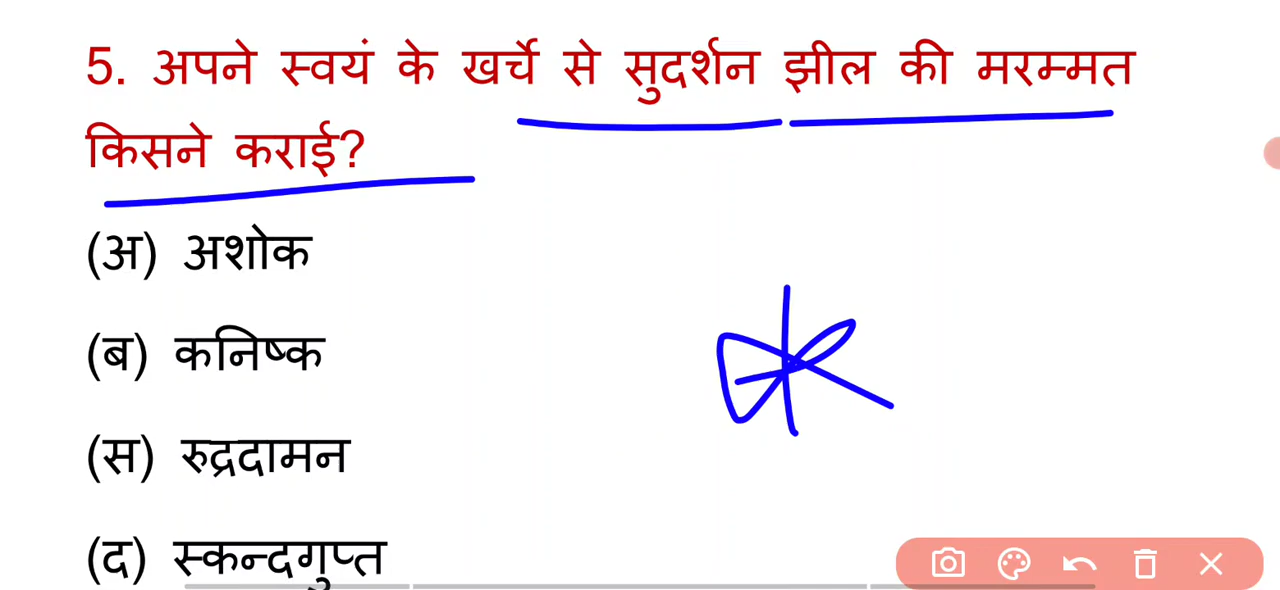 5. अपने स्वयं के खर्चे से सुदर्शन झील की मरम्मत
किसने कराई?
(अ) अशोक
(ब) कनिष्क
(स) रुद्रदामन
(द) स्कन्दगुप्त